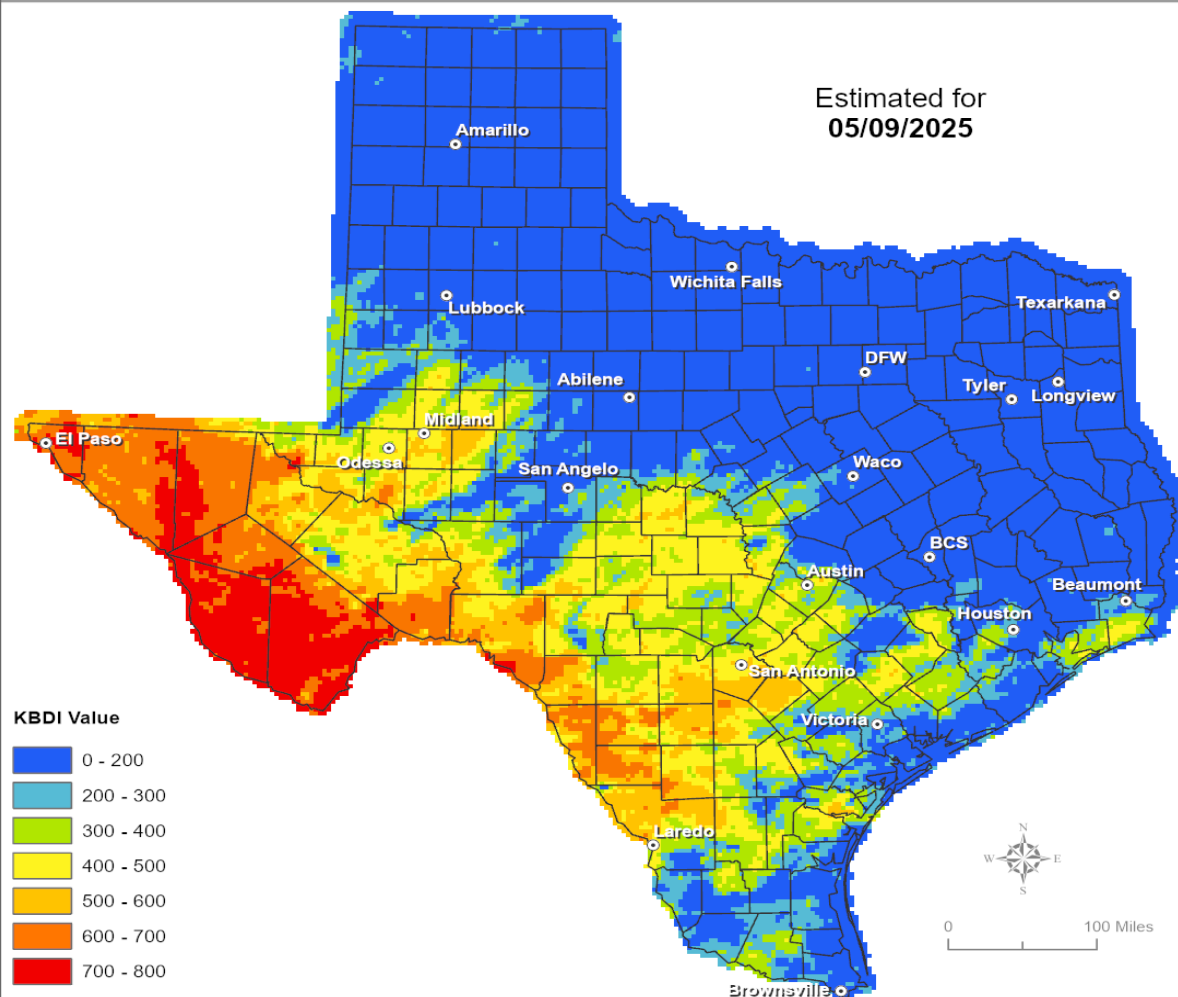 Estimated for
05/09/2025
Amarillo
Wichita Falls
Lubbock
Texarkana
DFW
Abilene
Tyler
Longview
Midland
El Paso
Odessa
San Angelo
Waco
BCS
Austin
Beaumont
Houston
San Antonio
Victoria
Laredo
Brownsville
KBDI Value
0 - 200
200 - 300
300 - 400
400 - 500
500 - 600
600 - 700
700 - 800
N
W E
S
0 100 Miles